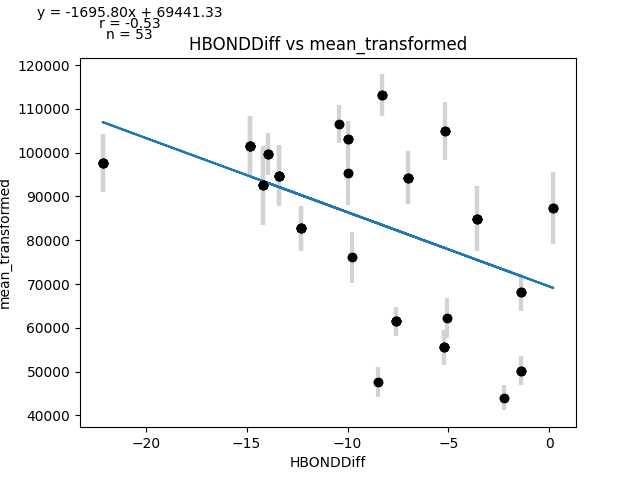 y = -1695.80x + 69441.33
r = -0.53
n = 53
HBONDDiff vs mean_transformed
120000
110000
100000
90000
80000
70000
60000
50000
40000
mean_transformed
−20
−15
−10
−5
0
HBONDDiff